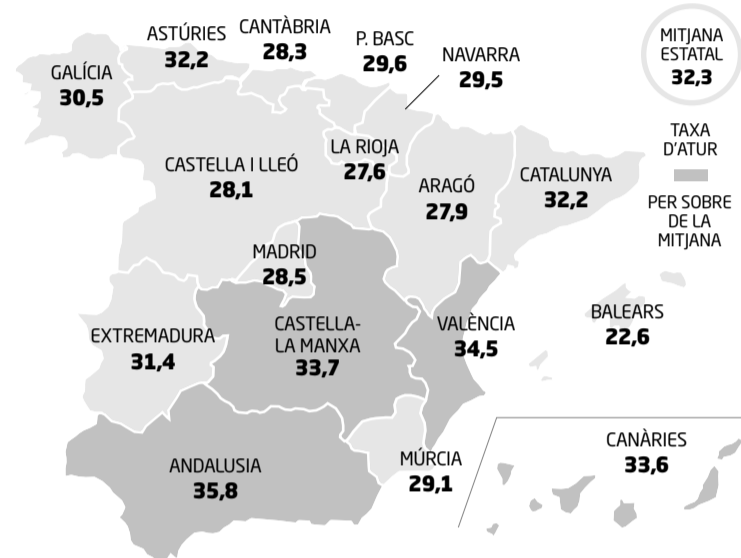 ASTÚRIES
32,2
CANTÀBRIA
28,3
P. BASC
29,6
NAVARRA
29,5
MITJANA
ESTATAL
32,3
GALÍCIA
30,5
TAXA
D'ATUR
PER SOBRE
DE LA
MITJANA
CASTELLA I LLEÓ
28,1
LA RIOJA
27,6
ARAGÓ
27,9
CATALUNYA
32,2
MADRID
28,5
EXTREMADURA
31,4
CASTELLA-
LA MANXA
33,7
VALÈNCIA
34,5
BALEARS
22,6
ANDALUSIA
35,8
MÚRCIA
29,1
CANÀRIES
33,6